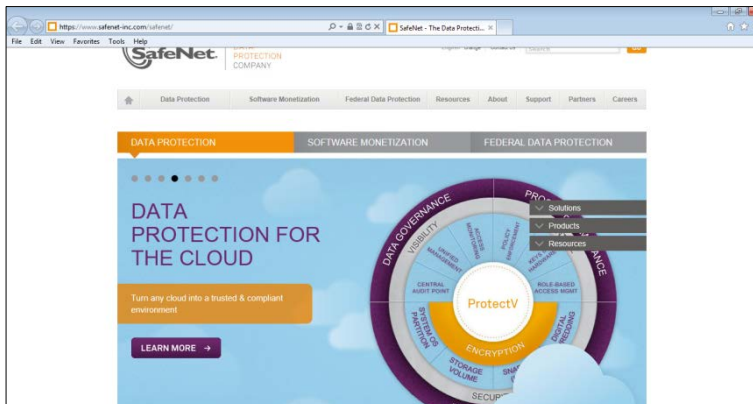 https://www.safenet-inc.com/safenet/
SafeNet - The Data Protecti...
File Edit View Favorites Tools Help
SafeNet.
PROTECTION
COMPANY
Data Protection Software Monetization Federal Data Protection Resources About Support Partners Careers
DATA PROTECTION SOFTWARE MONETIZATION FEDERAL DATA PROTECTION
DATA
PROTECTION FOR
THE CLOUD
Turn any cloud into a trusted & compliant
environment
LEARN MORE
Solutions
Products
Resources
DATA GOVERNANCE
VISIBILITY
UNIFIED
MANAGEMENT
ACCESS
MONITORING
POLICY
ENFORCEMENT
KEYS
HARDWARE
CENTRAL
AUDIT POINT
ROLE-BASED
ACCESS MGMT
ProtectV
SYSTEM OS
PARTITION
DIGITAL
ENCRYPTION
STORAGE
VOLUME